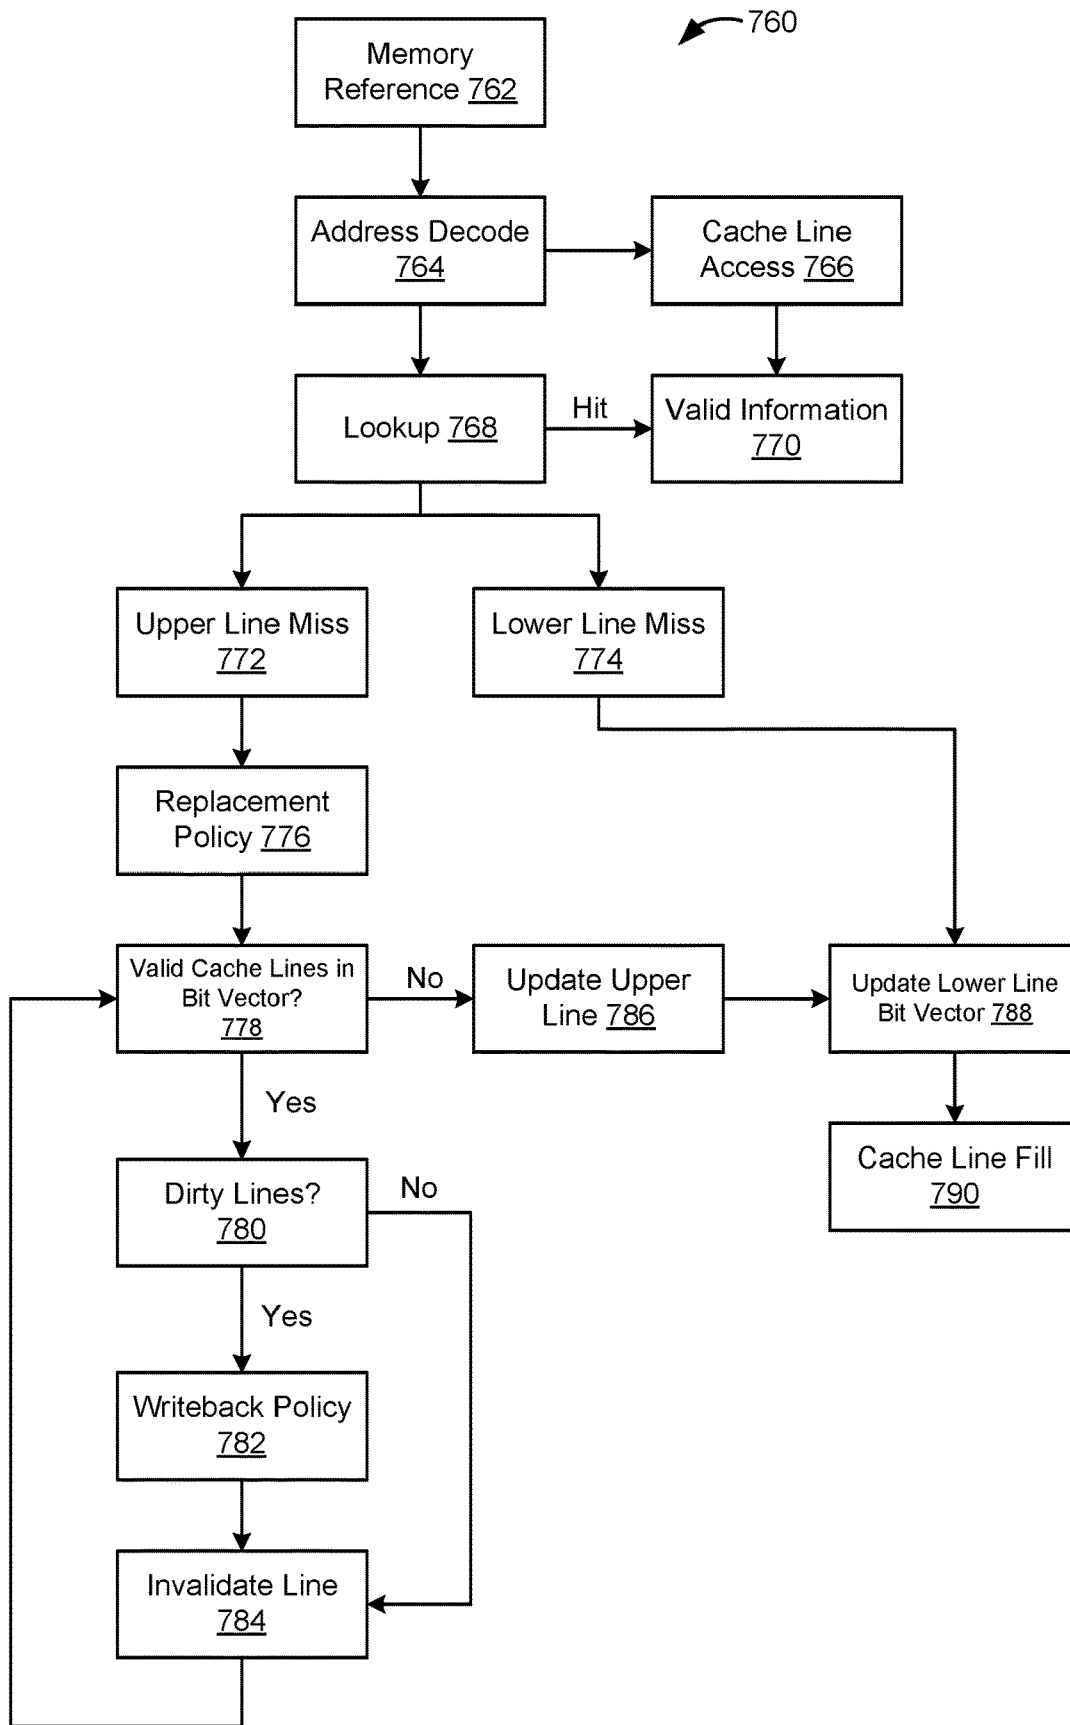 760
Memory
Reference 762
Address Decode
764
Cache Line
Access 766
Lookup 768
Hit
Valid Information
770
Upper Line Miss
772
Lower Line Miss
774
Replacement
Policy 776
Valid Cache Lines in
Bit Vector?
778
No
Update Upper
Line 786
Update Lower Line
Bit Vector 788
Yes
Cache Line Fill
790
Dirty Lines?
780
No
Yes
Writeback Policy
782
Invalidate Line
784